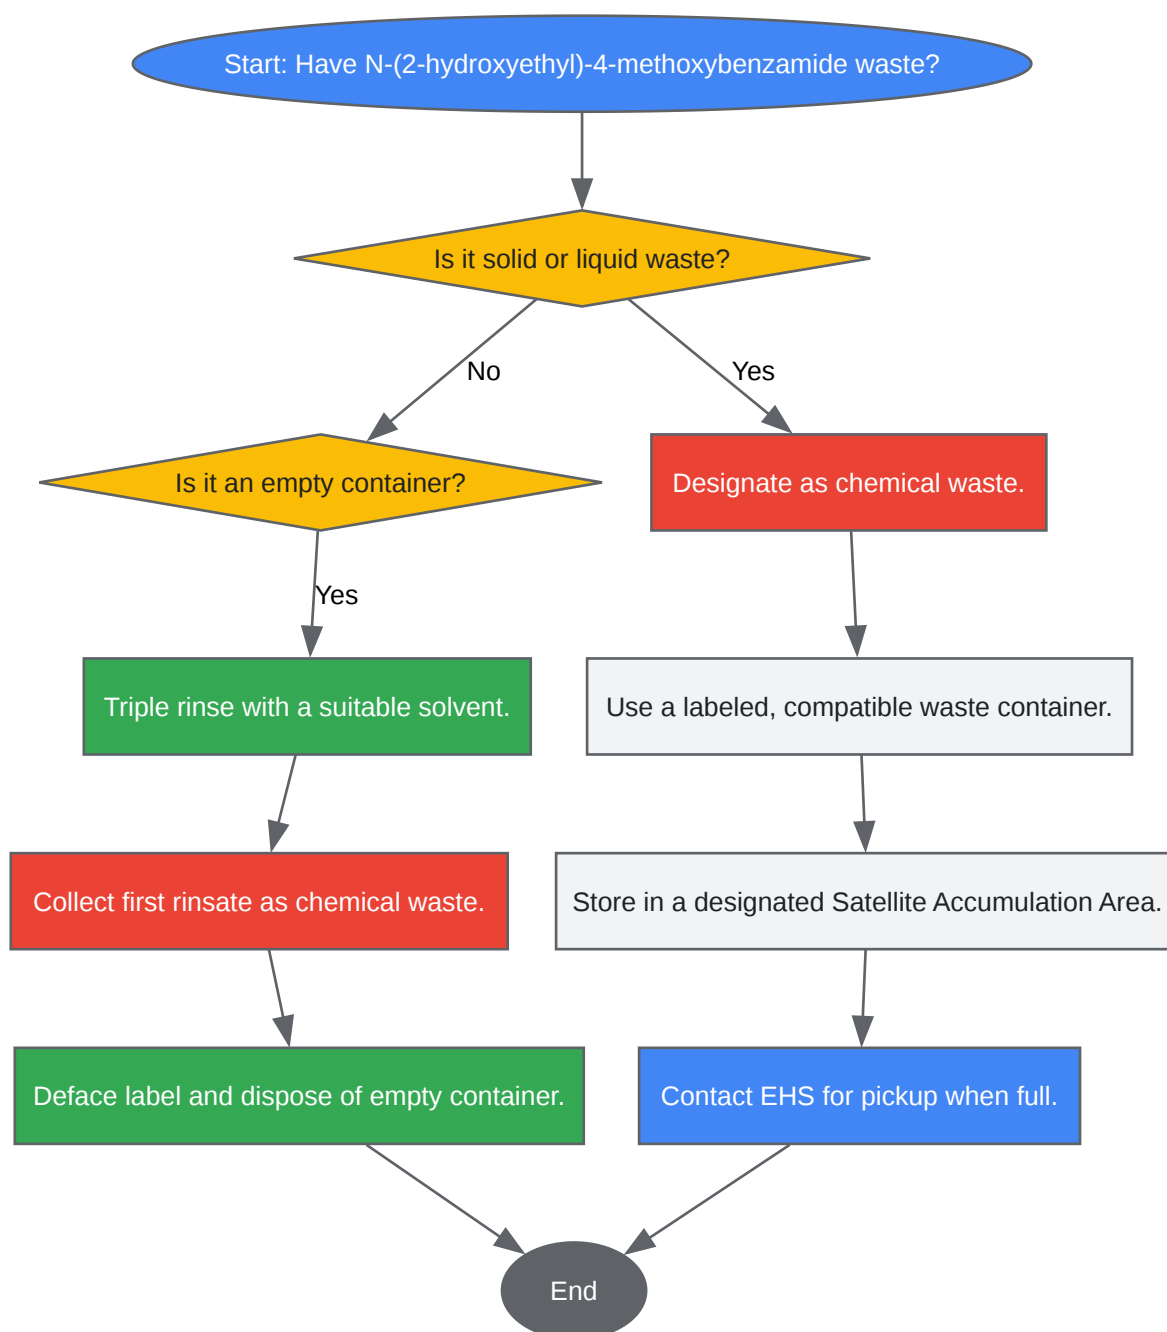 Start: Have N-(2-hydroxyethyl)-4-methoxybenzamide waste?
Is it solid or liquid waste?
No
Yes
Is it an empty container?
Designate as chemical waste.
Yes
Triple rinse with a suitable solvent.
Use a labeled, compatible waste container.
Collect first rinsate as chemical waste.
Store in a designated Satellite Accumulation Area.
Deface label and dispose of empty container.
Contact EHS for pickup when full.
End